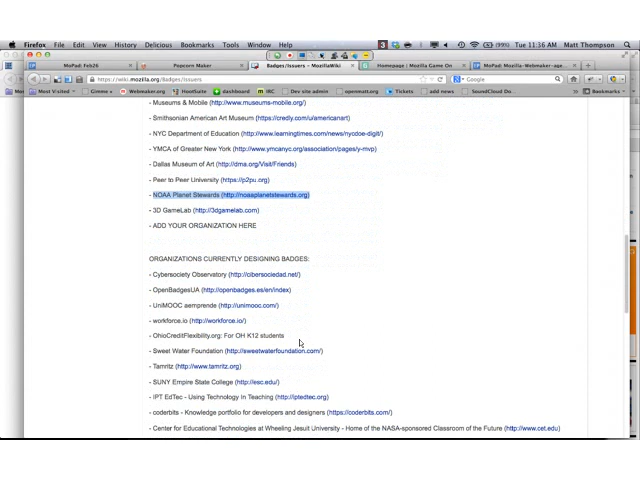 Firefox File Edit View History Delicious Bookmarks Tools Window Help 3 (99%) Tue 11:36 AM Matt Thompson
Badges/Issuers - MozillaWiki
MoPad: Feb26 Popcorn Maker Badges/Issuers - MozillaWiki Homepage | Mozilla Game On MoPad: Mozilla-Webmaker-age...
https://wiki.mozilla.org/Badges/Issuers Google
Most Visited Gimme Webmaker.org Hootsuite dashboard IRC Dev site admin openmatt.org Tickets add news SoundCloud Do... Bookmarks
- Museums & Mobile (http://www.museums-mobile.org/)
- Smithsonian American Art Museum (https://credly.com/u/americanart)
- NYC Department of Education (http://www.learningtimes.com/news/nycdoe-digit/)
- YMCA of Greater New York (http://www.ymcanyc.org/association/pages/y-mvp)
- Dallas Museum of Art (http://dma.org/Visit/Friends)
- Peer to Peer University (https://p2pu.org)
- NOAA Planet Stewards (http://noaaplanetstewards.org)
- 3D GameLab (http://3dgamelab.com)
- ADD YOUR ORGANIZATION HERE
ORGANIZATIONS CURRENTLY DESIGNING BADGES:
- Cybersociety Observatory (http://cibersociedad.net/)
- OpenBadgesUA (http://openbadges.es/en/index)
- UniMOOC aemprende (http://unimooc.com/)
- workforce.io (http://workforce.io/)
- OhioCreditFlexibility.org: For OH K12 students
- Sweet Water Foundation (http://sweetwaterfoundation.com/)
- Tamritz (http://www.tamritz.org)
- SUNY Empire State College (http://esc.edu/)
- IPT EdTec - Using Technology in Teaching (http://iptedtec.org)
- coderbits - Knowledge portfolio for developers and designers (https://coderbits.com/)
- Center for Educational Technologies at Wheeling Jesuit University - Home of the NASA-sponsored Classroom of the Future (http://www.cet.edu)